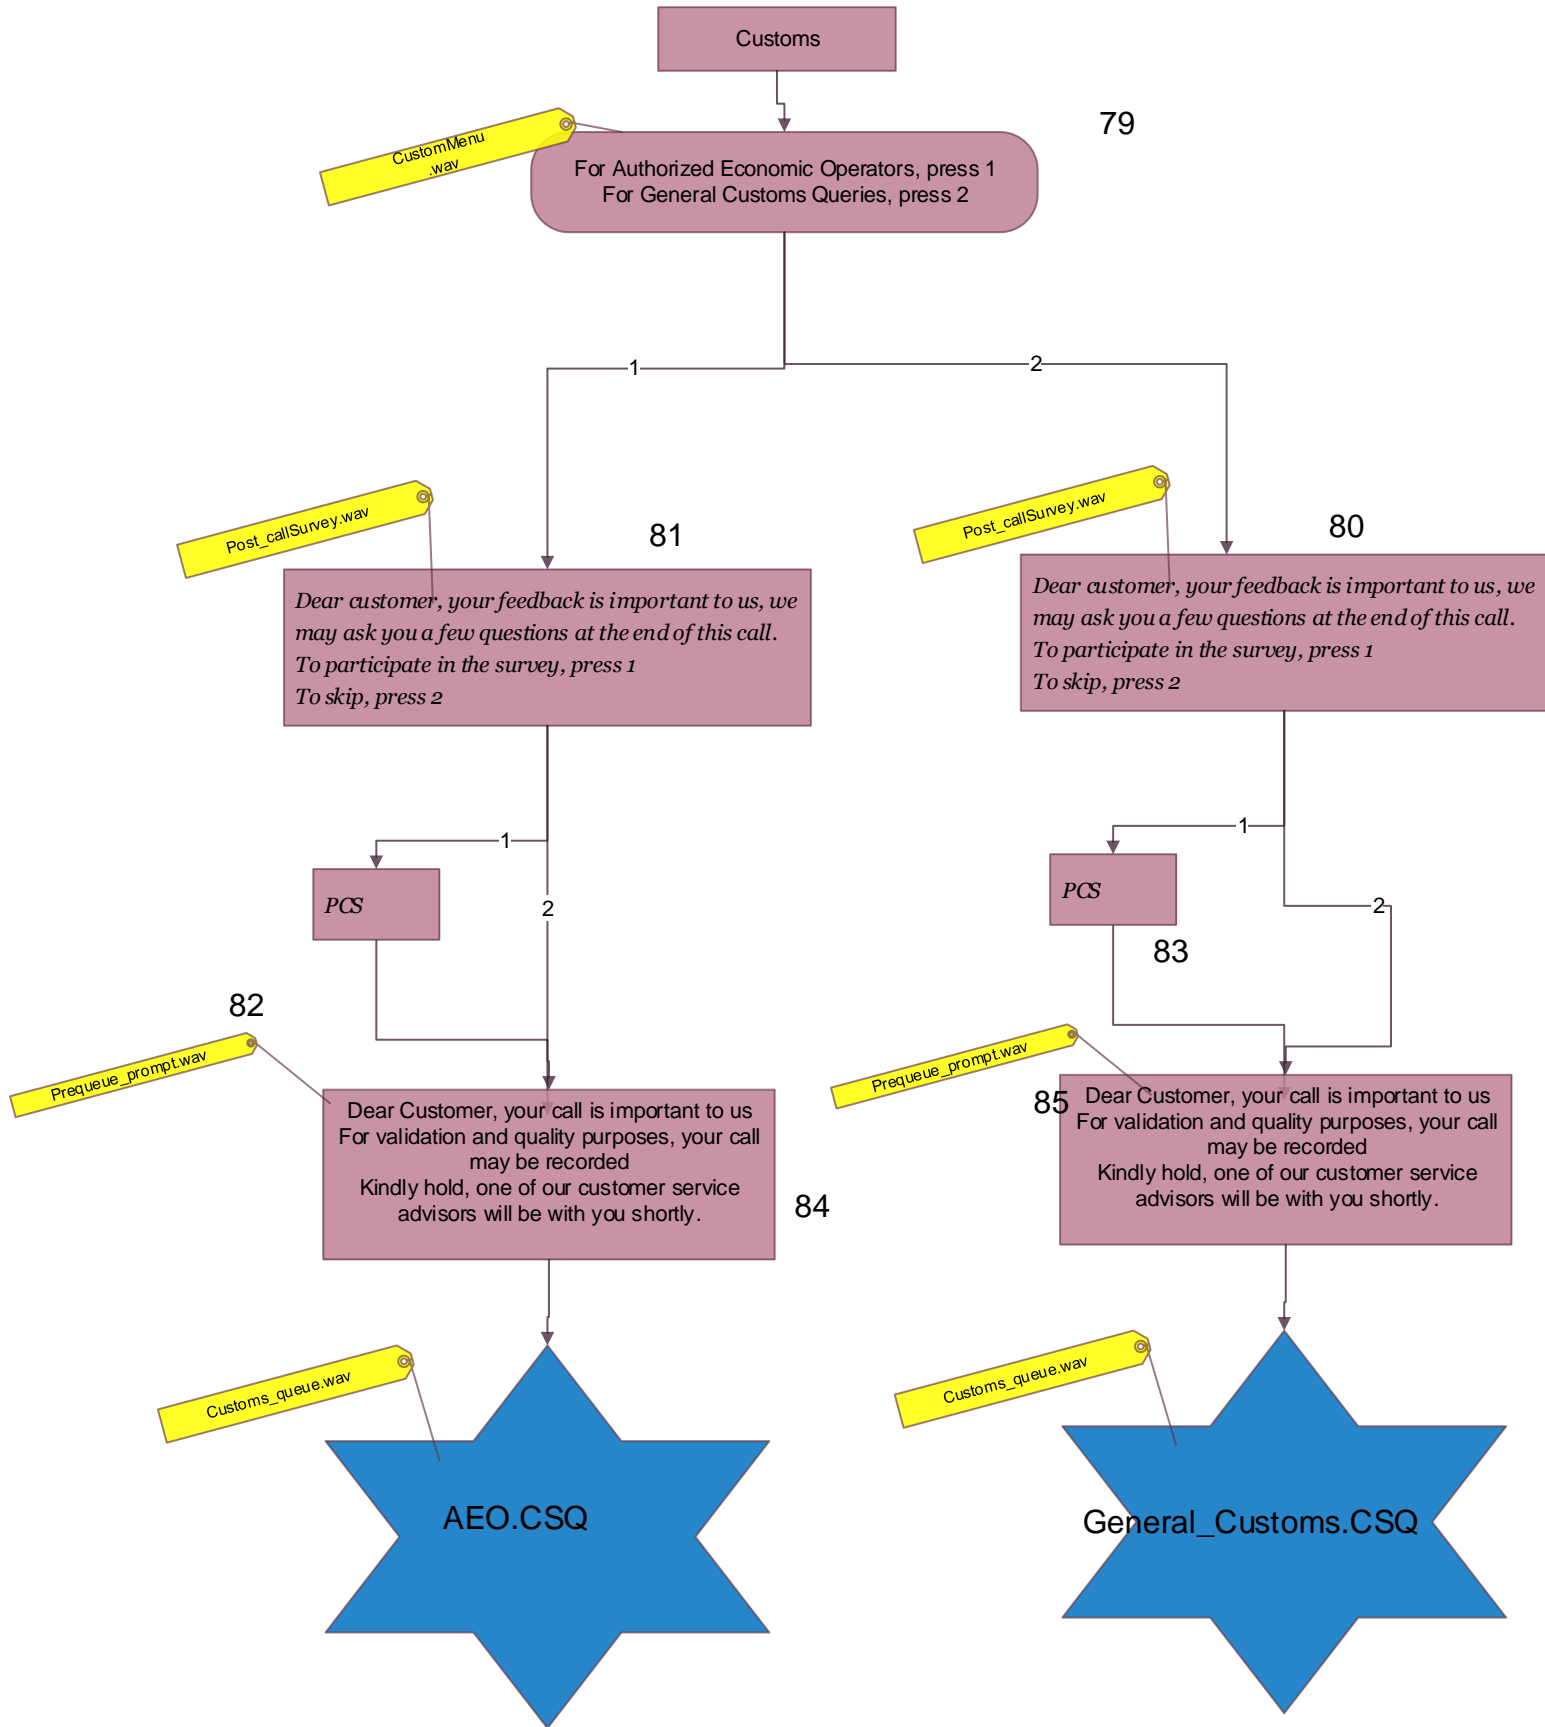 Customs
79
CustomMenu
.wav
For Authorized Economic Operators, press 1
For General Customs Queries, press 2
1
2
Post_callSurvey.wav
81
Post_callSurvey.wav
80
Dear customer, your feedback is important to us, we
may ask you a few questions at the end of this call.
To participate in the survey, press 1
To skip, press 2
Dear customer, your feedback is important to us, we
may ask you a few questions at the end of this call.
To participate in the survey, press 1
To skip, press 2
1
PCS
2
1
PCS
2
83
82
Prequeue_prompt.wav
Dear Customer, your call is important to us
For validation and quality purposes, your call
may be recorded
Kindly hold, one of our customer service
advisors will be with you shortly.
84
Prequeue_prompt.wav
85
Dear Customer, your call is important to us
For validation and quality purposes, your call
may be recorded
Kindly hold, one of our customer service
advisors will be with you shortly.
Customs_queue.wav
AEO.CSQ
Customs_queue.wav
General_Customs.CSQ